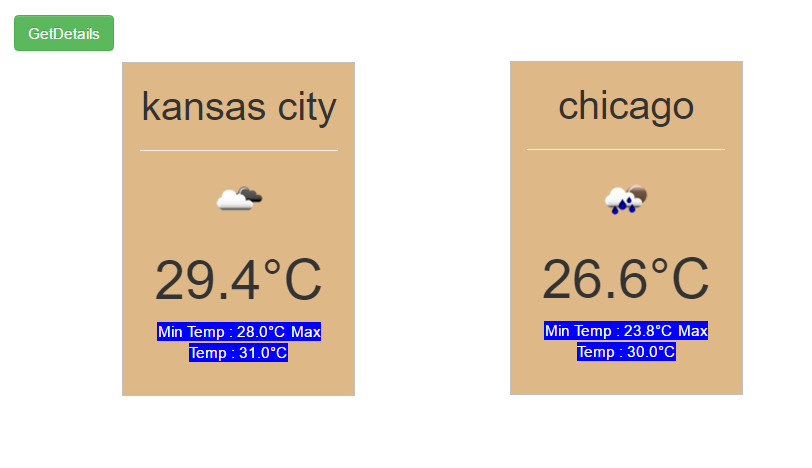 GetDetails
kansas city
29.4°C
Min Temp : 28.0°C Max
Temp : 31.0°C
chicago
26.6°C
Min Temp : 23.8°C Max
Temp : 30.0°C